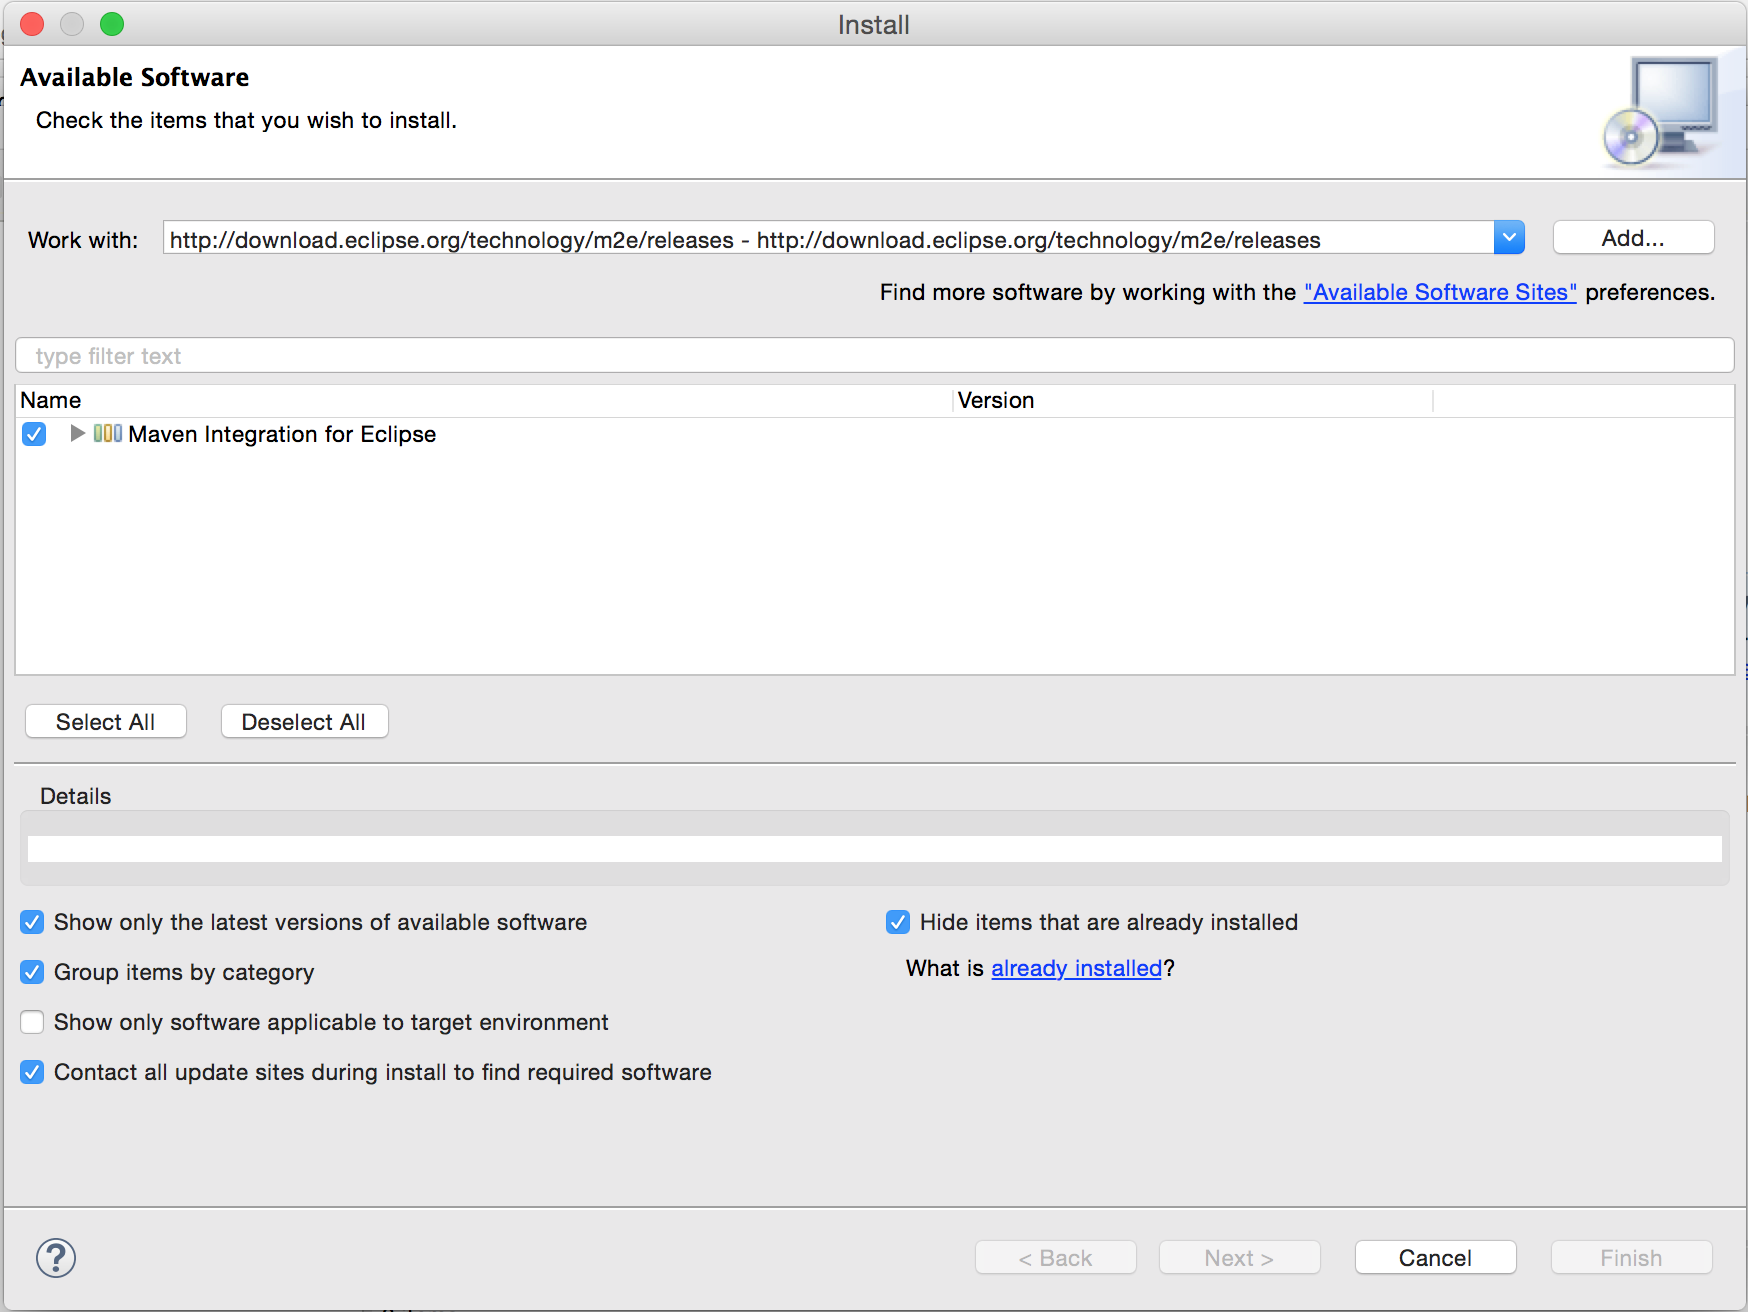 Install
Available Software
Check the items that you wish to install.
Work with: http://download.eclipse.org/technology/m2e/releases - http://download.eclipse.org/technology/m2e/releases Add...
Find more software by working with the "Available Software Sites" preferences.
type filter text
Name Version
Maven Integration for Eclipse
Select All Deselect All
Details
Show only the latest versions of available software Hide items that are already installed
Group items by category What is already installed?
Show only software applicable to target environment
Contact all update sites during install to find required software
? < Back Next > Cancel Finish